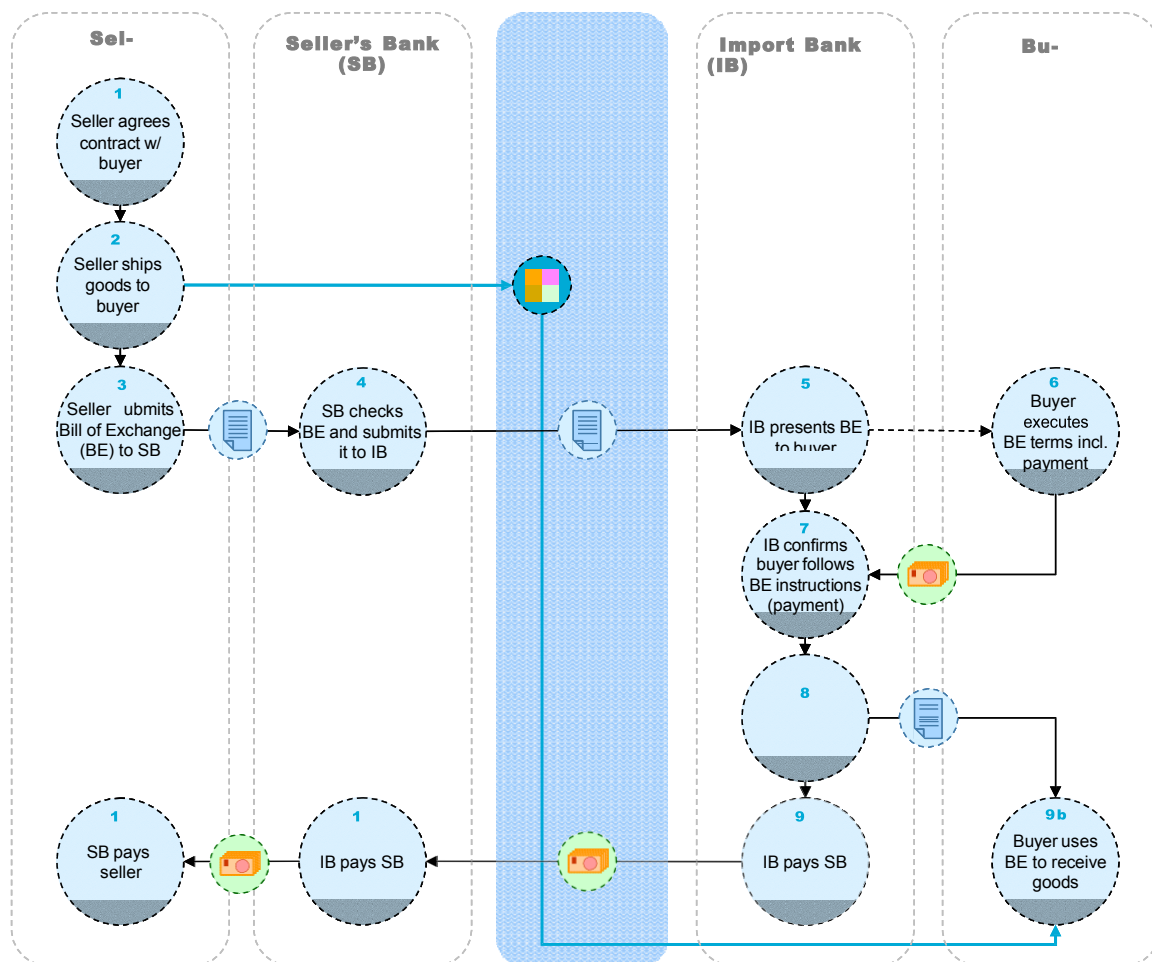 Sel-
Seller's Bank
(SB)
Import Bank
(IB)
Bu-
1
Seller agrees
contract w/
buyer
2
Seller ships
goods to
buyer
3
Seller ubmits
Bill of Exchange
(BE) to SB
4
SB checks
BE and submits
it to IB
5
IB presents BE
to buyer
6
Buyer
executes
BE terms incl.
payment
7
IB confirms
buyer follows
BE instructions
(payment)
8
1
SB pays
seller
1
IB pays SB
9
IB pays SB
9b
Buyer uses
BE to receive
goods